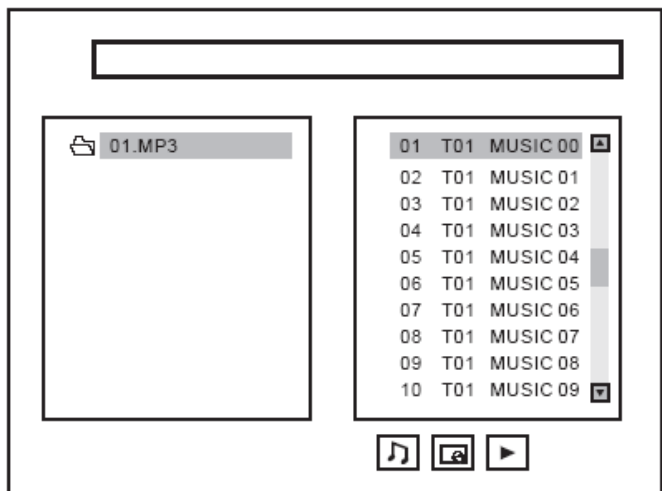 01.MP3
01 T01 MUSIC 00
02 T01 MUSIC 01
03 T01 MUSIC 02
04 T01 MUSIC 03
05 T01 MUSIC 04
06 T01 MUSIC 05
07 T01 MUSIC 06
08 T01 MUSIC 07
09 T01 MUSIC 08
10 T01 MUSIC 09